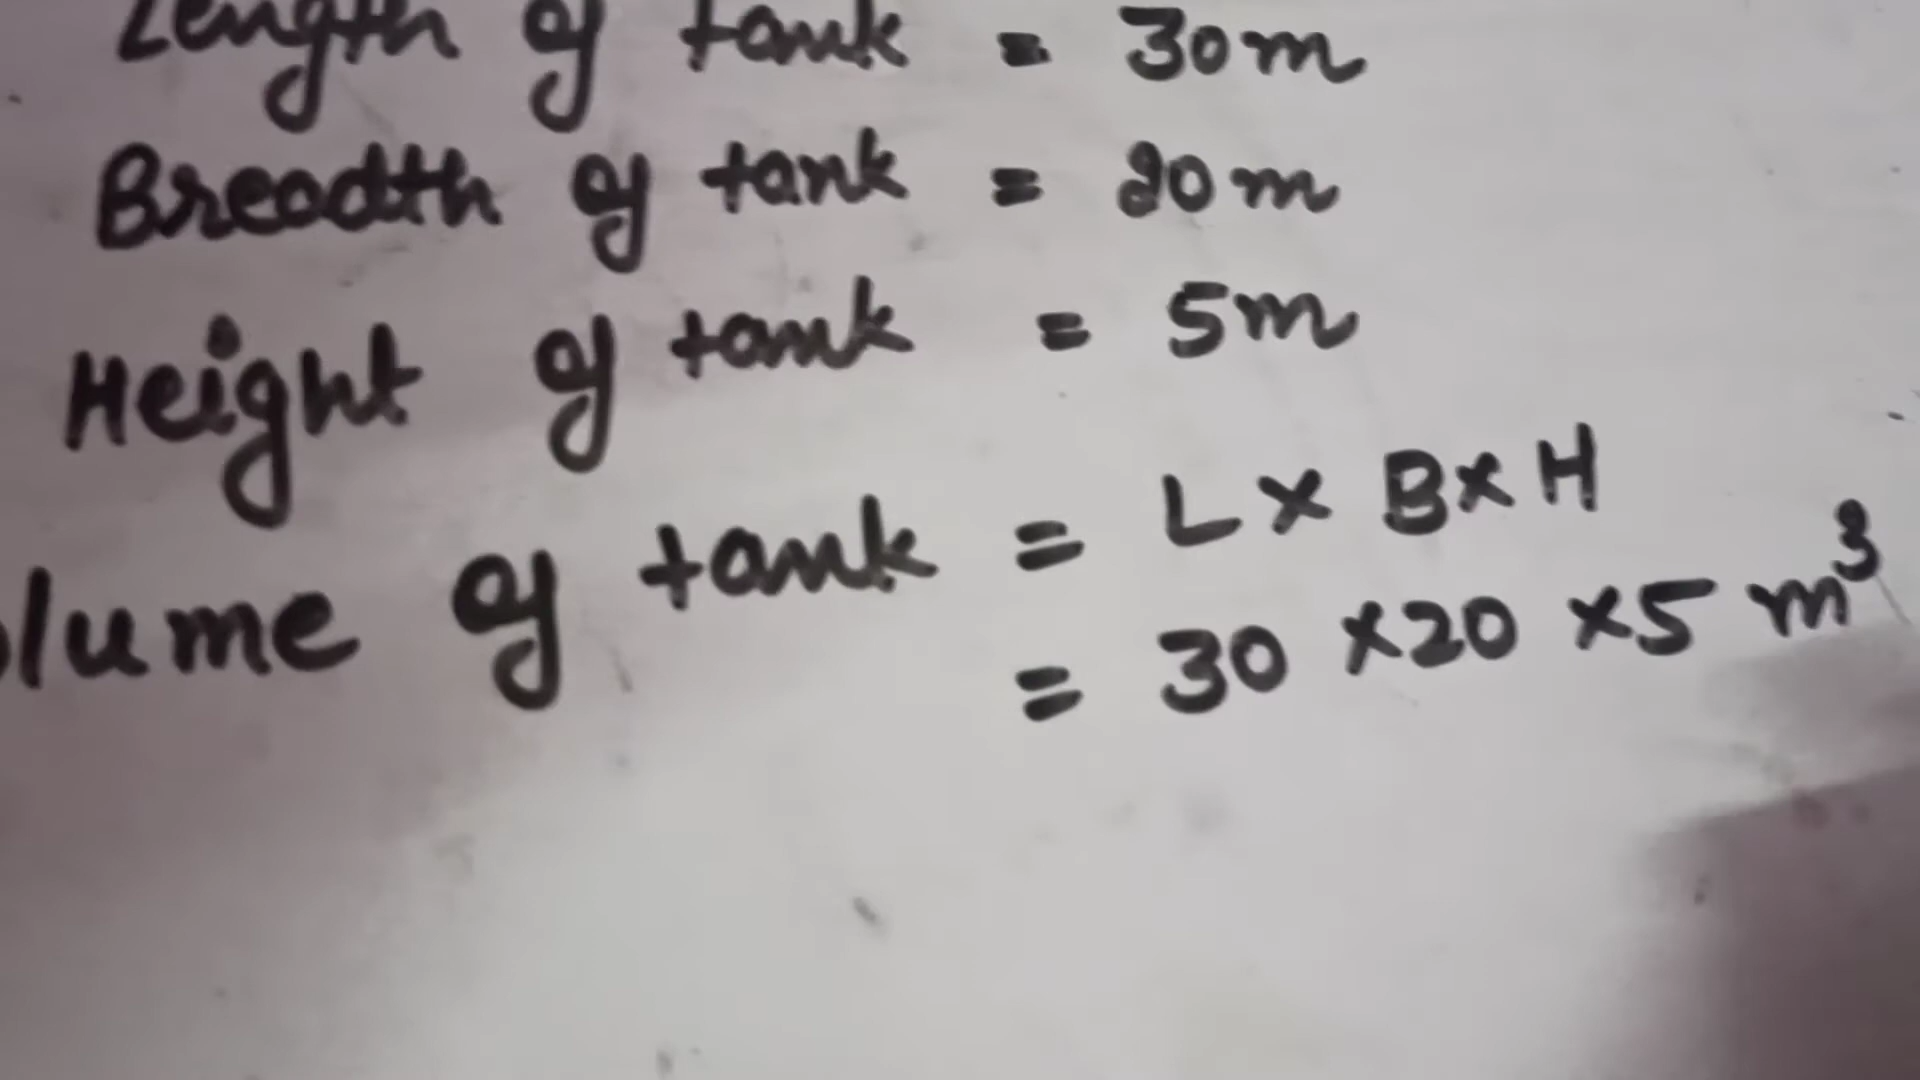 Length of tank = 30m
Breadth of tank = 20m
Height of tank = 5m
lume of tank = L × B × H
= 30 × 20 × 5 m³